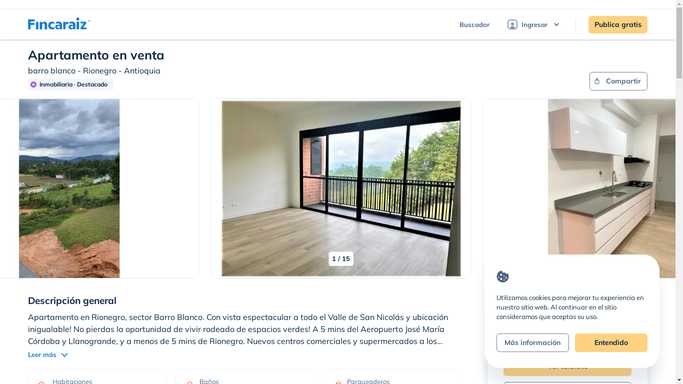 Fincaraiz
Buscador
Ingresar
Publica gratis
Apartamento en venta
barro blanco - Rionegro - Antioquia
Inmobiliaria · Destacado
Compartir
1 / 15
Descripción general
Apartamento en Rionegro, sector Barro Blanco. Con vista espectacular a todo el Valle de San Nicolás y ubicación
inigualable! No pierdas la oportunidad de vivir rodeado de espacios verdes! A 5 mins del Aeropuerto José María
Córdoba y Llanogrande, y a menos de 5 mins de Rionegro. Nuevos centros comerciales y supermercados a los...
Leer más
Habitaciones
Baños
Parqueaderos
Utilizamos cookies para mejorar tu experiencia en
nuestro sitio web. Al continuar en el sitio
consideramos que aceptas su uso.
Más información
Entendido